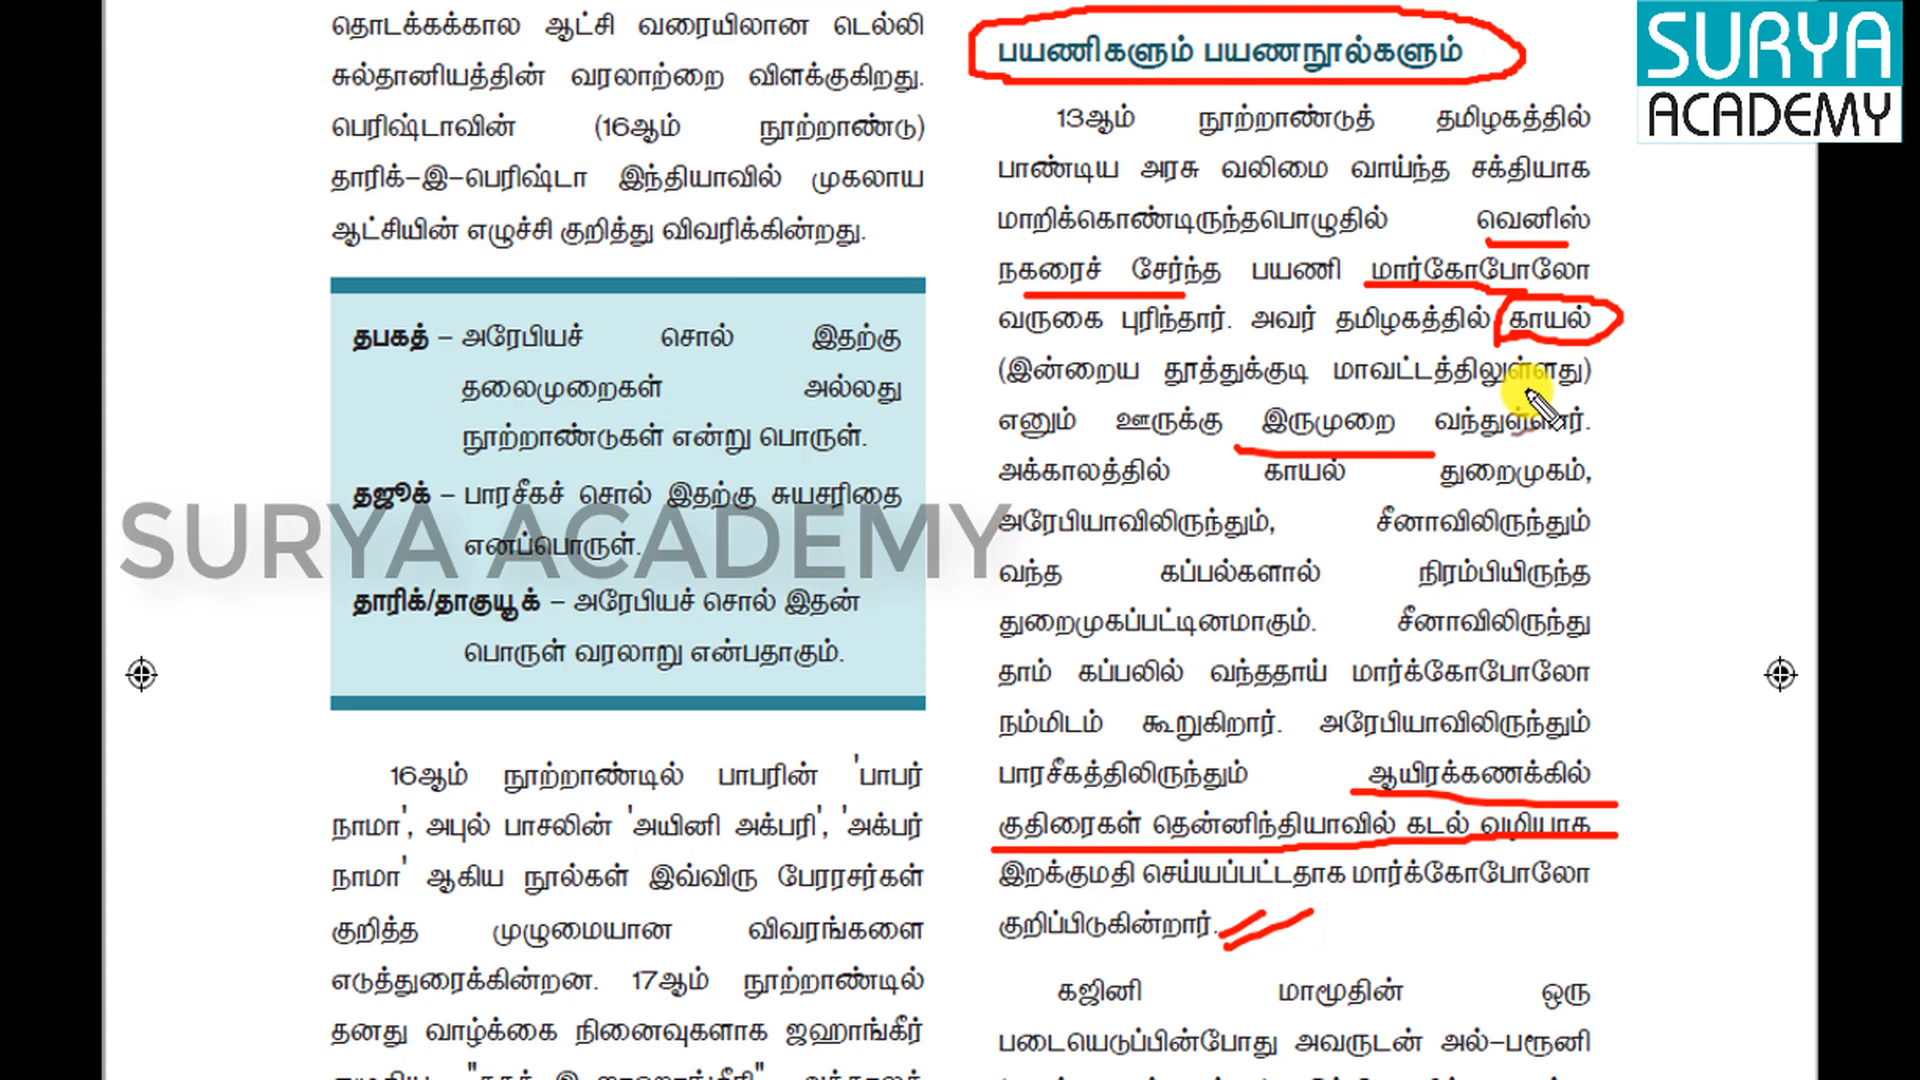 தொடக்கக்கால ஆட்சி வரையிலான டெல்லி
சுல்தானியத்தின் வரலாற்றை விளக்குகிறது.
பெரிஷ்டாவின் (16ஆம் நூற்றாண்டு)
தாரிக்-இ-பெரிஷ்டா இந்தியாவில் முகலாய
ஆட்சியின் எழுச்சி குறித்து விவரிக்கின்றது.
தபகத் – அரேபியச் சொல் இதற்கு
தலைமுறைகள் அல்லது
நூற்றாண்டுகள் என்று பொருள்.
தஜூக் – பாரசீகச் சொல் இதற்கு சுயசரிதை
எனப்பொருள்.
தாரிக்/தாகுயூக் – அரேபியச் சொல் இதன்
பொருள் வரலாறு என்பதாகும்.
16ஆம் நூற்றாண்டில் பாபரின் 'பாபர்
நாமா', அபுல் பாசலின் 'அயினி அக்பரி', 'அக்பர்
நாமா' ஆகிய நூல்கள் இவ்விரு பேரரசர்கள்
குறித்த முழுமையான விவரங்களை
எடுத்துரைக்கின்றன. 17ஆம் நூற்றாண்டில்
தனது வாழ்க்கை நினைவுகளாக ஜஹாங்கீர்
பயணிகளும் பயணநூல்களும்
13ஆம் நூற்றாண்டுத் தமிழகத்தில்
பாண்டிய அரசு வலிமை வாய்ந்த சக்தியாக
மாறிக்கொண்டிருந்தபொழுதில் வெனிஸ்
நகரைச் சேர்ந்த பயணி மார்கோபோலோ
வருகை புரிந்தார். அவர் தமிழகத்தில் காயல்
(இன்றைய தூத்துக்குடி மாவட்டத்திலுள்ளது)
எனும் ஊருக்கு இருமுறை வந்துள்ளார்.
அக்காலத்தில் காயல் துறைமுகம்,
அரேபியாவிலிருந்தும், சீனாவிலிருந்தும்
வந்த கப்பல்களால் நிரம்பியிருந்த
துறைமுகப்பட்டினமாகும். சீனாவிலிருந்து
தாம் கப்பலில் வந்ததாய் மார்க்கோபோலோ
நம்மிடம் கூறுகிறார். அரேபியாவிலிருந்தும்
பாரசீகத்திலிருந்தும் ஆயிரக்கணக்கில்
குதிரைகள் தென்னிந்தியாவில் கடல் வழியாக
இறக்குமதி செய்யப்பட்டதாக மார்க்கோபோலோ
குறிப்பிடுகின்றார்.
கஜினி மாமூதின் ஒரு
படையெடுப்பின்போது அவருடன் அல்-பரூனி
SURYA
ACADEMY
SURYA ACADEMY